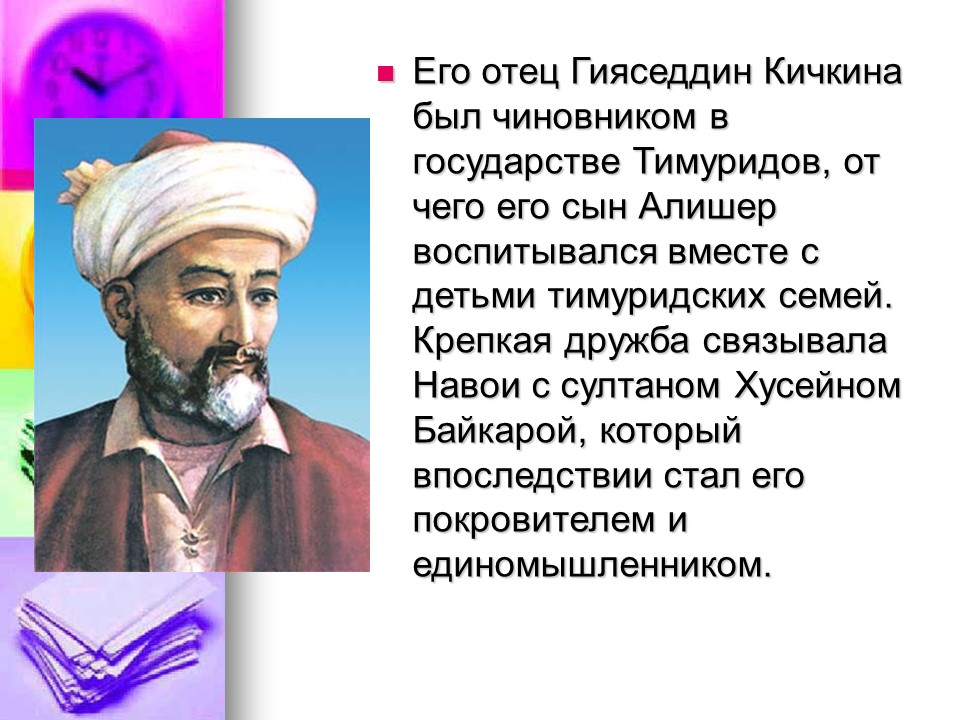 Его отец Гияседдин Кичкина
был чиновником в
государстве Тимуридов, от
чего его сын Алишер
воспитывался вместе с
детьми тимуридских семей.
Крепкая дружба связывала
Навои с султаном Хусейном
Байкарой, который
впоследствии стал его
покровителем и
единомышленником.